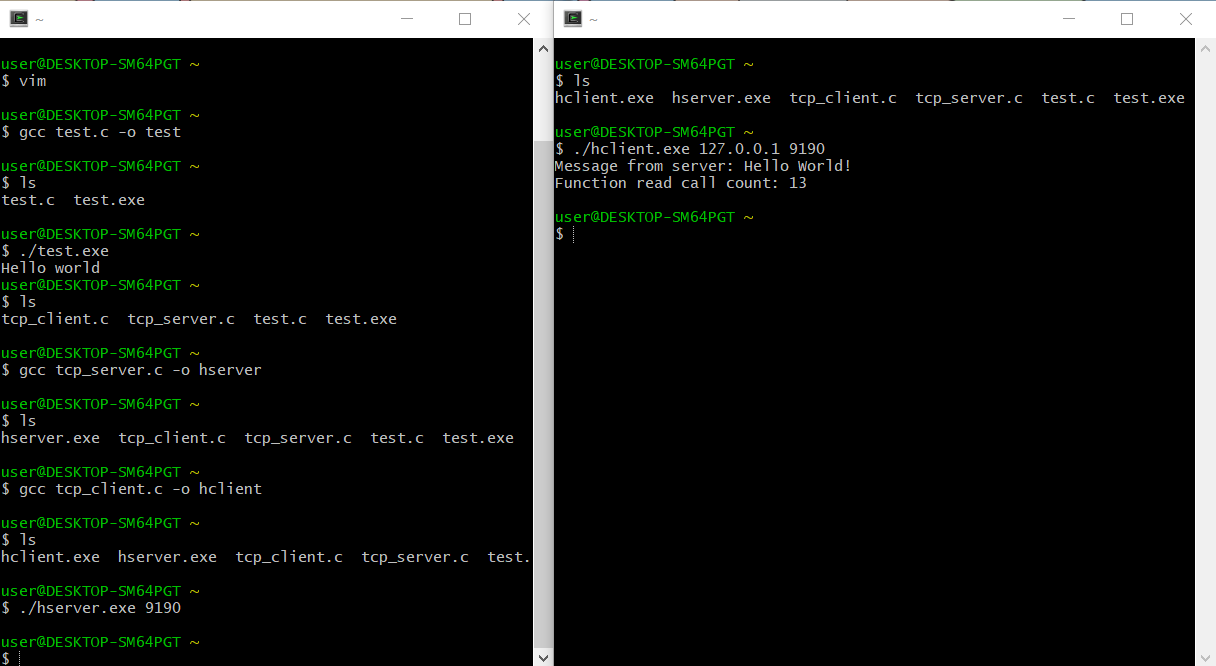 ~
user@DESKTOP-SM64PGT ~
$ vim
user@DESKTOP-SM64PGT ~
$ gcc test.c -o test
user@DESKTOP-SM64PGT ~
$ ls
test.c  test.exe
user@DESKTOP-SM64PGT ~
$ ./test.exe
Hello world
user@DESKTOP-SM64PGT ~
$ ls
tcp_client.c  tcp_server.c  test.c  test.exe
user@DESKTOP-SM64PGT ~
$ gcc tcp_server.c -o hserver
user@DESKTOP-SM64PGT ~
$ ls
hserver.exe  tcp_client.c  tcp_server.c  test.c  test.exe
user@DESKTOP-SM64PGT ~
$ gcc tcp_client.c -o hclient
user@DESKTOP-SM64PGT ~
$ ls
hclient.exe  hserver.exe  tcp_client.c  tcp_server.c  test.
user@DESKTOP-SM64PGT ~
$ ./hserver.exe 9190
user@DESKTOP-SM64PGT ~
$
~
user@DESKTOP-SM64PGT ~
$ ls
hclient.exe  hserver.exe  tcp_client.c  tcp_server.c  test.c  test.exe
user@DESKTOP-SM64PGT ~
$ ./hclient.exe 127.0.0.1 9190
Message from server: Hello World!
Function read call count: 13
user@DESKTOP-SM64PGT ~
$